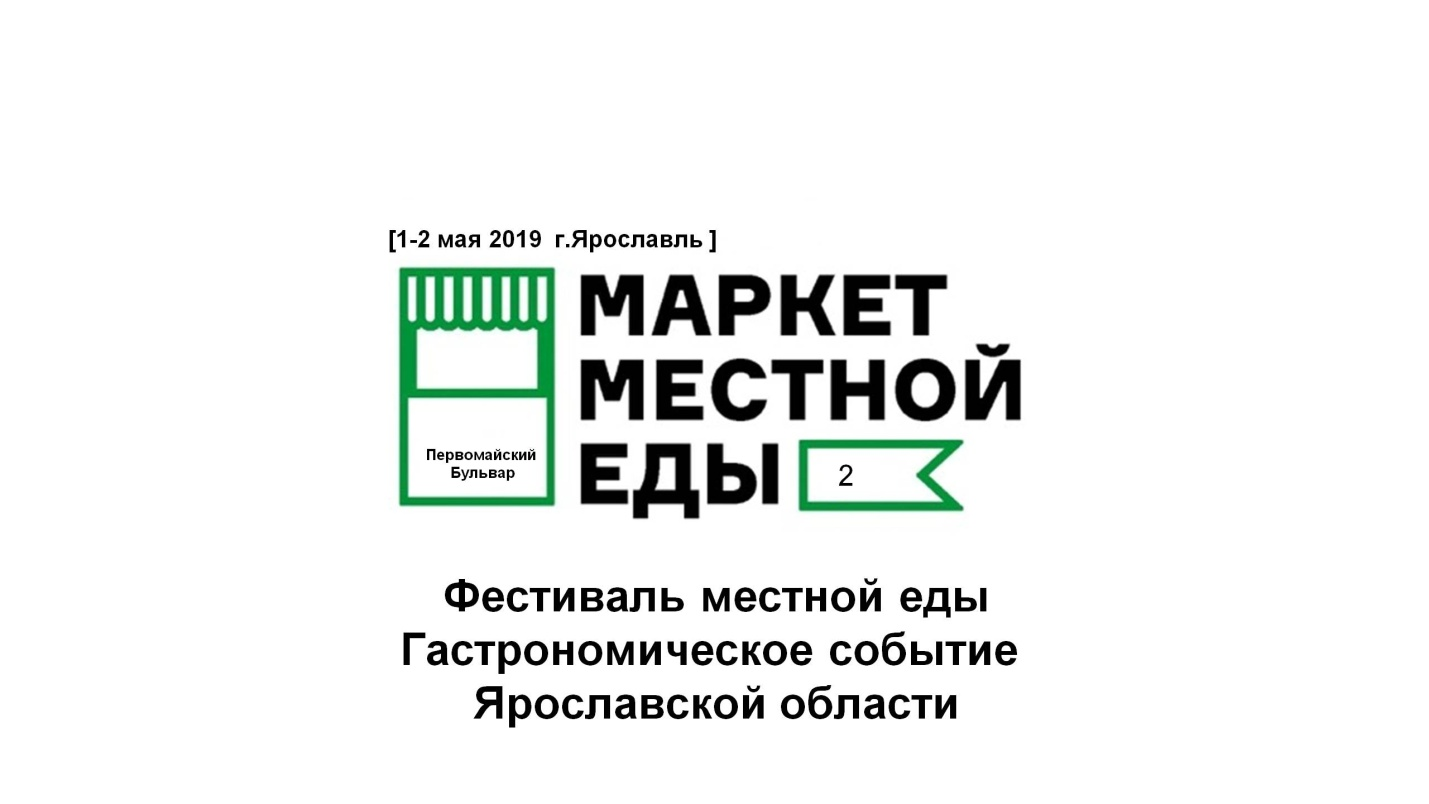 [1-2 мая 2019 г.Ярославль ]
МАРКЕТ
МЕСТНОЙ
ЕДЫ
2
Первомайский
Бульвар
Фестиваль местной еды
Гастрономическое событие
Ярославской области